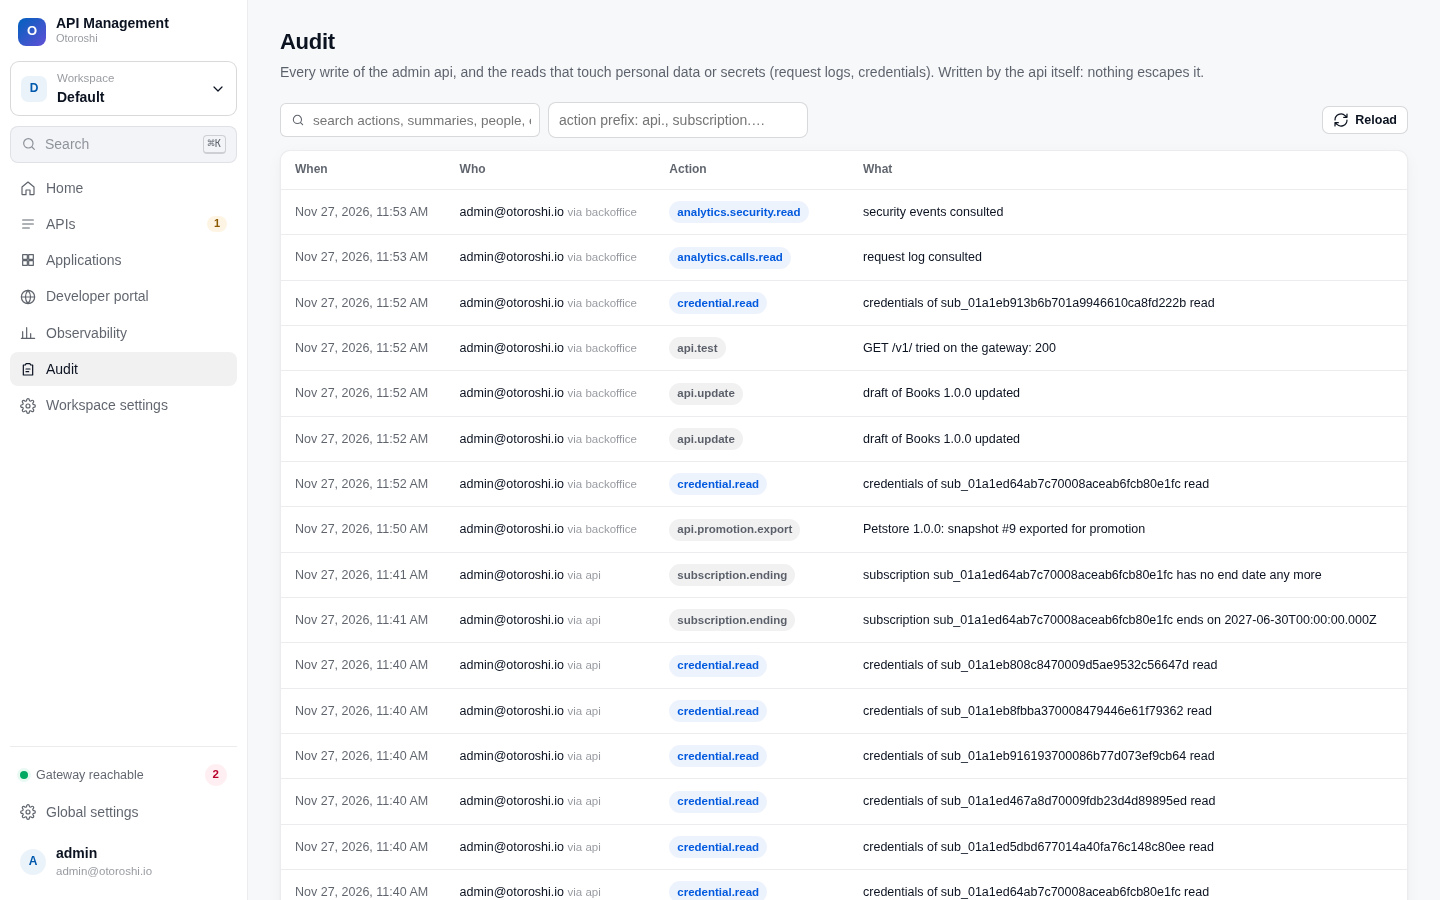 O
API Management
Otoroshi
D
Workspace
Default
Search
⌘K
Home
APIs
1
Applications
Developer portal
Observability
Audit
Workspace settings
Gateway reachable
2
Global settings
A
admin
admin@otoroshi.io
Audit
Every write of the admin api, and the reads that touch personal data or secrets (request logs, credentials). Written by the api itself: nothing escapes it.
search actions, summaries, people,
action prefix: api., subscription.…
Reload
When Who Action What
Nov 27, 2026, 11:53 AM admin@otoroshi.io via backoffice analytics.security.read security events consulted
Nov 27, 2026, 11:53 AM admin@otoroshi.io via backoffice analytics.calls.read request log consulted
Nov 27, 2026, 11:52 AM admin@otoroshi.io via backoffice credential.read credentials of sub_01a1eb913b6b701a9946610ca8fd222b read
Nov 27, 2026, 11:52 AM admin@otoroshi.io via backoffice api.test GET /v1/ tried on the gateway: 200
Nov 27, 2026, 11:52 AM admin@otoroshi.io via backoffice api.update draft of Books 1.0.0 updated
Nov 27, 2026, 11:52 AM admin@otoroshi.io via backoffice api.update draft of Books 1.0.0 updated
Nov 27, 2026, 11:52 AM admin@otoroshi.io via backoffice credential.read credentials of sub_01a1ed64ab7c70008aceab6fcb80e1fc read
Nov 27, 2026, 11:50 AM admin@otoroshi.io via backoffice api.promotion.export Petstore 1.0.0: snapshot #9 exported for promotion
Nov 27, 2026, 11:41 AM admin@otoroshi.io via api subscription.ending subscription sub_01a1ed64ab7c70008aceab6fcb80e1fc has no end date any more
Nov 27, 2026, 11:41 AM admin@otoroshi.io via api subscription.ending subscription sub_01a1ed64ab7c70008aceab6fcb80e1fc ends on 2027-06-30T00:00:00.000Z
Nov 27, 2026, 11:40 AM admin@otoroshi.io via api credential.read credentials of sub_01a1eb808c8470009d5ae9532c56647d read
Nov 27, 2026, 11:40 AM admin@otoroshi.io via api credential.read credentials of sub_01a1eb8fbba370008479446e61f79362 read
Nov 27, 2026, 11:40 AM admin@otoroshi.io via api credential.read credentials of sub_01a1eb916193700086b77d073ef9cb64 read
Nov 27, 2026, 11:40 AM admin@otoroshi.io via api credential.read credentials of sub_01a1ed467a8d70009fdb23d4d89895ed read
Nov 27, 2026, 11:40 AM admin@otoroshi.io via api credential.read credentials of sub_01a1ed5dbd677014a40fa76c148c80ee read
Nov 27, 2026, 11:40 AM admin@otoroshi.io via api credential.read credentials of sub_01a1ed64ab7c70008aceab6fcb80e1fc read